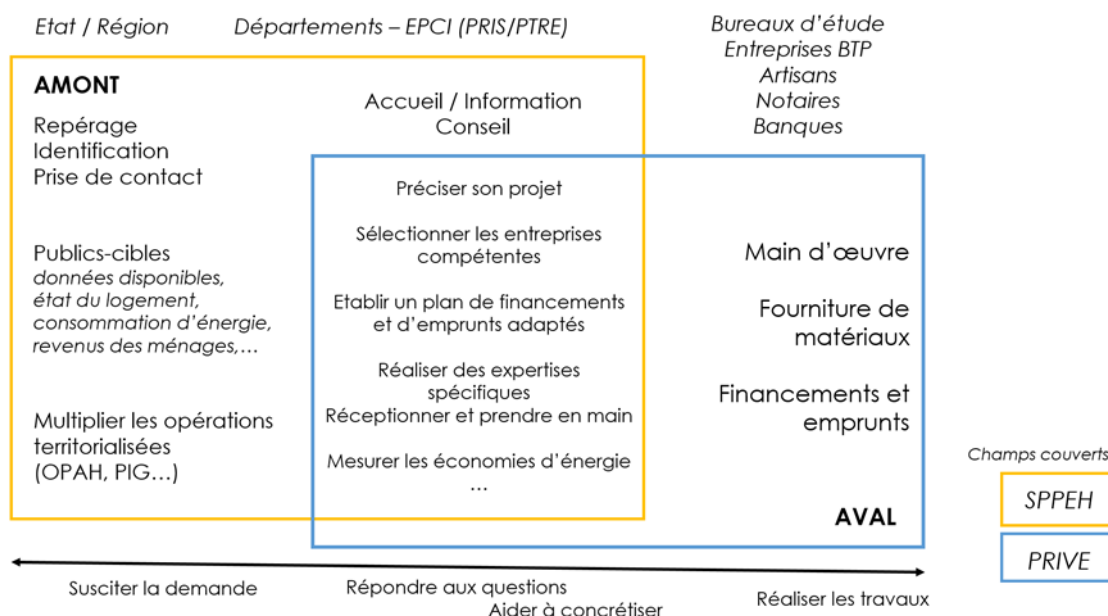 Etat / Région
Départements – EPCI (PRIS/PTRE)
Bureaux d'étude
Entreprises BTP
Artisans
Notaires
Banques
AMONT
Repérage
Identification
Prise de contact
Publics-cibles
données disponibles,
état du logement,
consommation d'énergie,
revenus des ménages,…
Multiplier les opérations
territorialisées
(OPAH, PIG…)
Accueil / Information
Conseil
Préciser son projet
Sélectionner les entreprises
compétentes
Etablir un plan de financements
et d'emprunts adaptés
Réaliser des expertises
spécifiques
Réceptionner et prendre en main
Mesurer les économies d'énergie
…
Main d'œuvre
Fourniture de
matériaux
Financements et
emprunts
AVAL
Champs couverts
SPPEH
PRIVE
Susciter la demande
Répondre aux questions
Aider à concrétiser
Réaliser les travaux